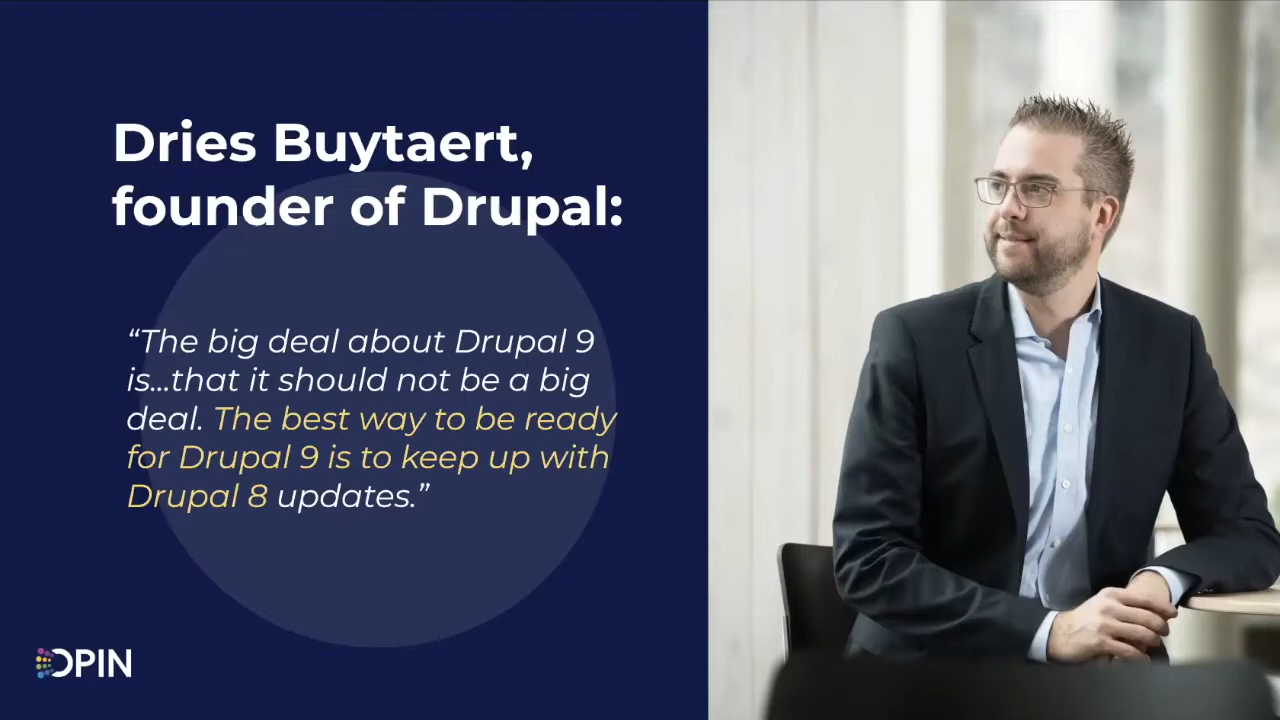 Dries Buytaert,
founder of Drupal:
“The big deal about Drupal 9
is...that it should not be a big
deal. The best way to be ready
for Drupal 9 is to keep up with
Drupal 8 updates.”
OPIN